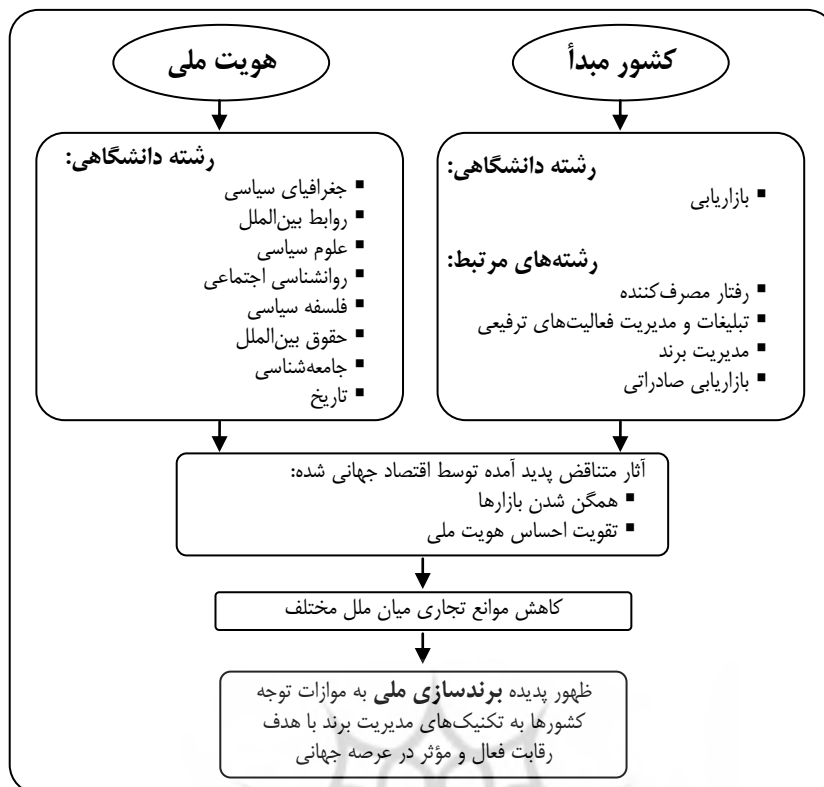 کشور مبدأ
هویت ملی
رشته دانشگاهی:
▪ بازاریابی
رشته‌های مرتبط:
▪ رفتار مصرف‌کننده
▪ تبلیغات و مدیریت فعالیت‌های ترفیعی
▪ مدیریت برند
▪ بازاریابی صادراتی
رشته دانشگاهی:
▪ جغرافیای سیاسی
▪ روابط بین‌الملل
▪ علوم سیاسی
▪ روانشناسی اجتماعی
▪ فلسفه سیاسی
▪ حقوق بین‌الملل
▪ جامعه‌شناسی
▪ تاریخ
آثار متناقض پدید آمده توسط اقتصاد جهانی شده:
▪ همگن شدن بازارها
▪ تقویت احساس هویت ملی
کاهش موانع تجاری میان ملل مختلف
ظهور پدیده برندسازی ملی به موازات توجه
کشورها به تکنیک‌های مدیریت برند با هدف
رقابت فعال و مؤثر در عرصه جهانی